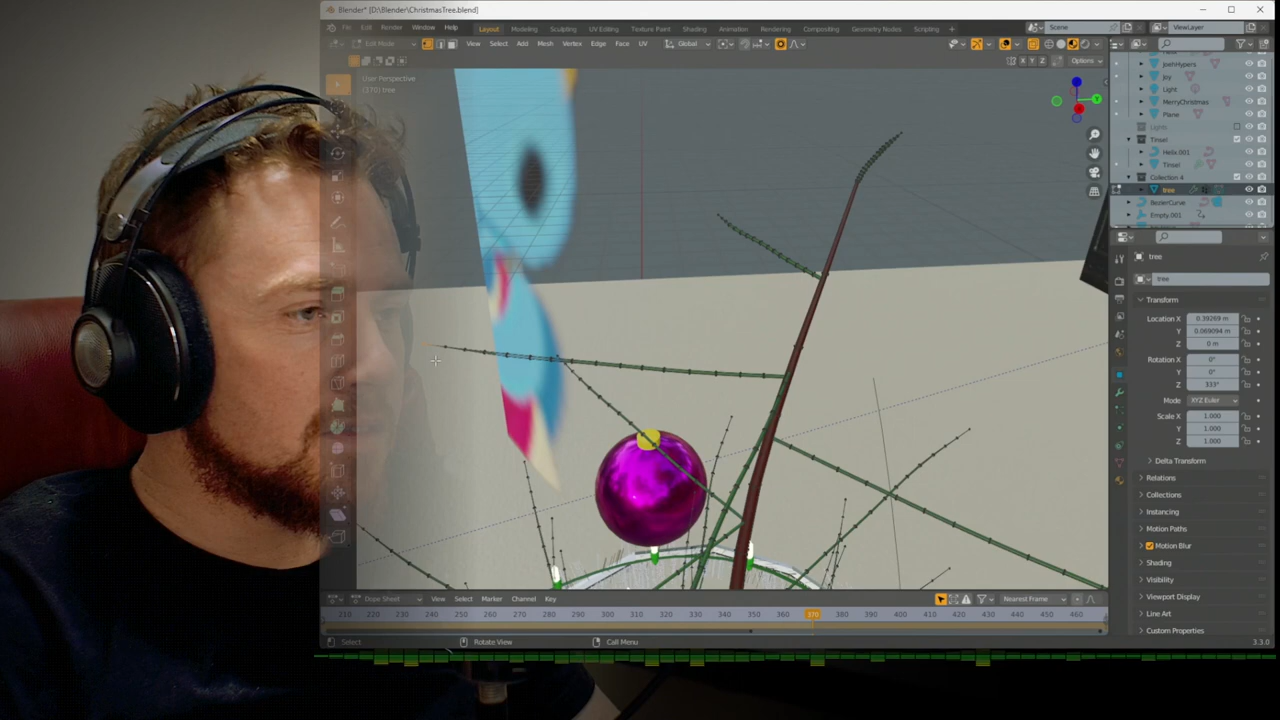 Blender* [D:\Blender\ChristmasTree.blend]
File Edit Render Window Help Layout Modeling Sculpting UV Editing Texture Paint Shading Animation Rendering Compositing Geometry Nodes Scripting Scene ViewLayer
Edit Mode View Select Add Mesh Vertex Edge Face UV Global
X Y Z Options
User Perspective
(370) tree
JoshHypers
Joy
Light
MerryChristmas
Plane
Lights
Tinsel
Helix.001
Tinsel
Collection 4
tree
BezierCurve
Empty.001
tree
tree
Transform
Location X 0.39269 m
Y 0.069094 m
Z 0 m
Rotation X 0°
Y 0°
Z 333°
Mode XYZ Euler
Scale X 1.000
Y 1.000
Z 1.000
Delta Transform
Relations
Collections
Instancing
Motion Paths
Motion Blur
Shading
Visibility
Viewport Display
Line Art
Custom Properties
Dope Sheet View Select Marker Channel Key Nearest Frame
210 220 230 240 250 260 270 280 290 300 310 320 330 340 350 360 370 380 390 400 410 420 430 440 450 460
Select Rotate View Call Menu 3.3.0